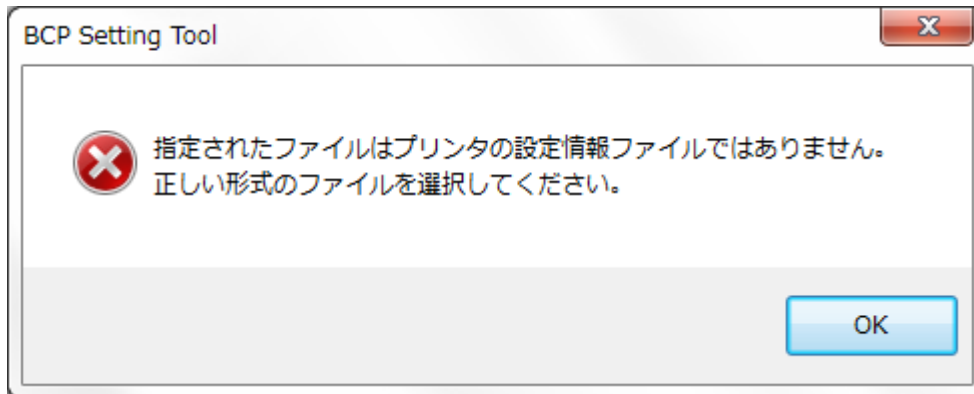 BCP Setting Tool
指定されたファイルはプリンタの設定情報ファイルではありません。
正しい形式のファイルを選択してください。
OK